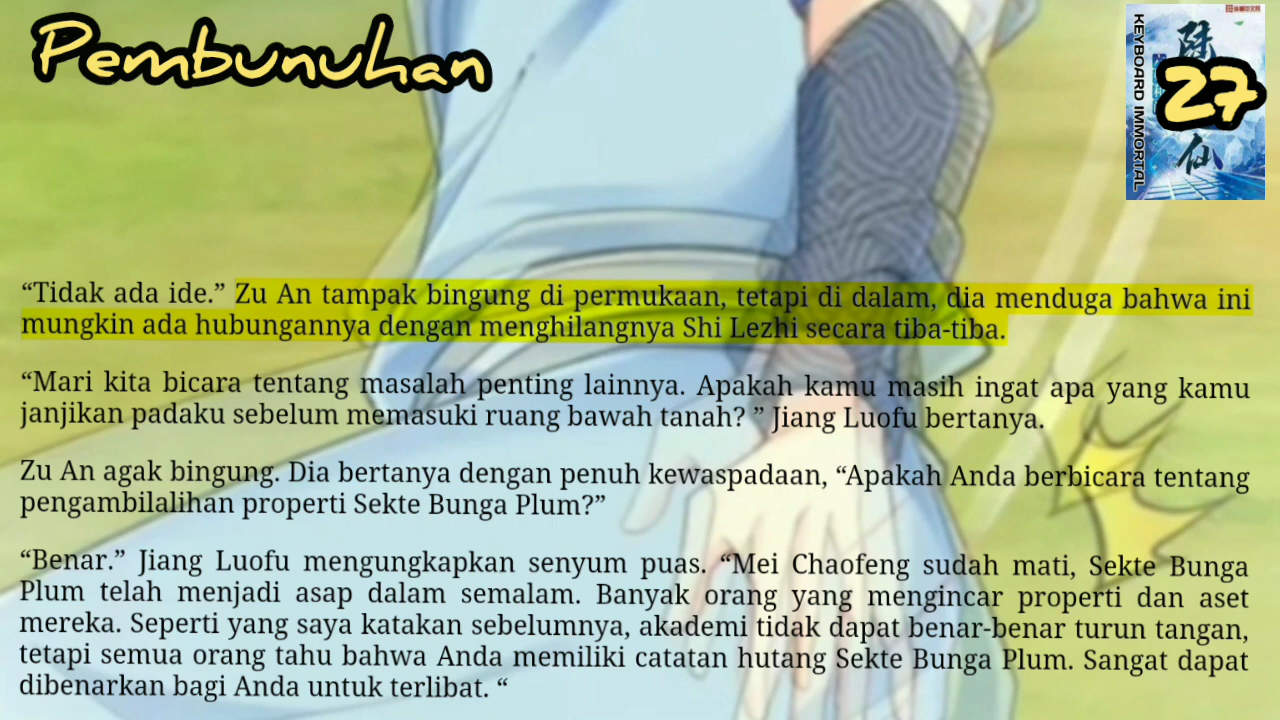 Pembunuhan
27
KEYBOARD IMMORTAL
仙
“Tidak ada ide.” Zu An tampak bingung di permukaan, tetapi di dalam, dia menduga bahwa ini
mungkin ada hubungannya dengan menghilangnya Shi Lezhi secara tiba-tiba.
“Mari kita bicara tentang masalah penting lainnya. Apakah kamu masih ingat apa yang kamu
janjikan padaku sebelum memasuki ruang bawah tanah? ” Jiang Luofu bertanya.
Zu An agak bingung. Dia bertanya dengan penuh kewaspadaan, “Apakah Anda berbicara tentang
pengambilalihan properti Sekte Bunga Plum?”
“Benar.” Jiang Luofu mengungkapkan senyum puas. “Mei Chaofeng sudah mati, Sekte Bunga
Plum telah menjadi asap dalam semalam. Banyak orang yang mengincar properti dan aset
mereka. Seperti yang saya katakan sebelumnya, akademi tidak dapat benar-benar turun tangan,
tetapi semua orang tahu bahwa Anda memiliki catatan hutang Sekte Bunga Plum. Sangat dapat
dibenarkan bagi Anda untuk terlibat. “